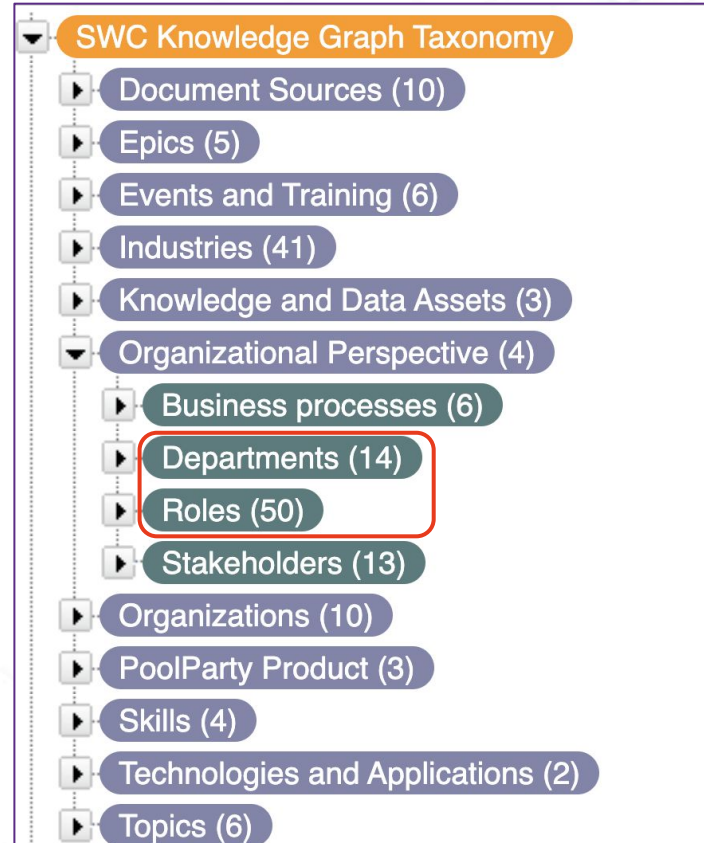 SWC Knowledge Graph Taxonomy
Document Sources (10)
Epics (5)
Events and Training (6)
Industries (41)
Knowledge and Data Assets (3)
Organizational Perspective (4)
Business processes (6)
Departments (14)
Roles (50)
Stakeholders (13)
Organizations (10)
PoolParty Product (3)
Skills (4)
Technologies and Applications (2)
Topics (6)